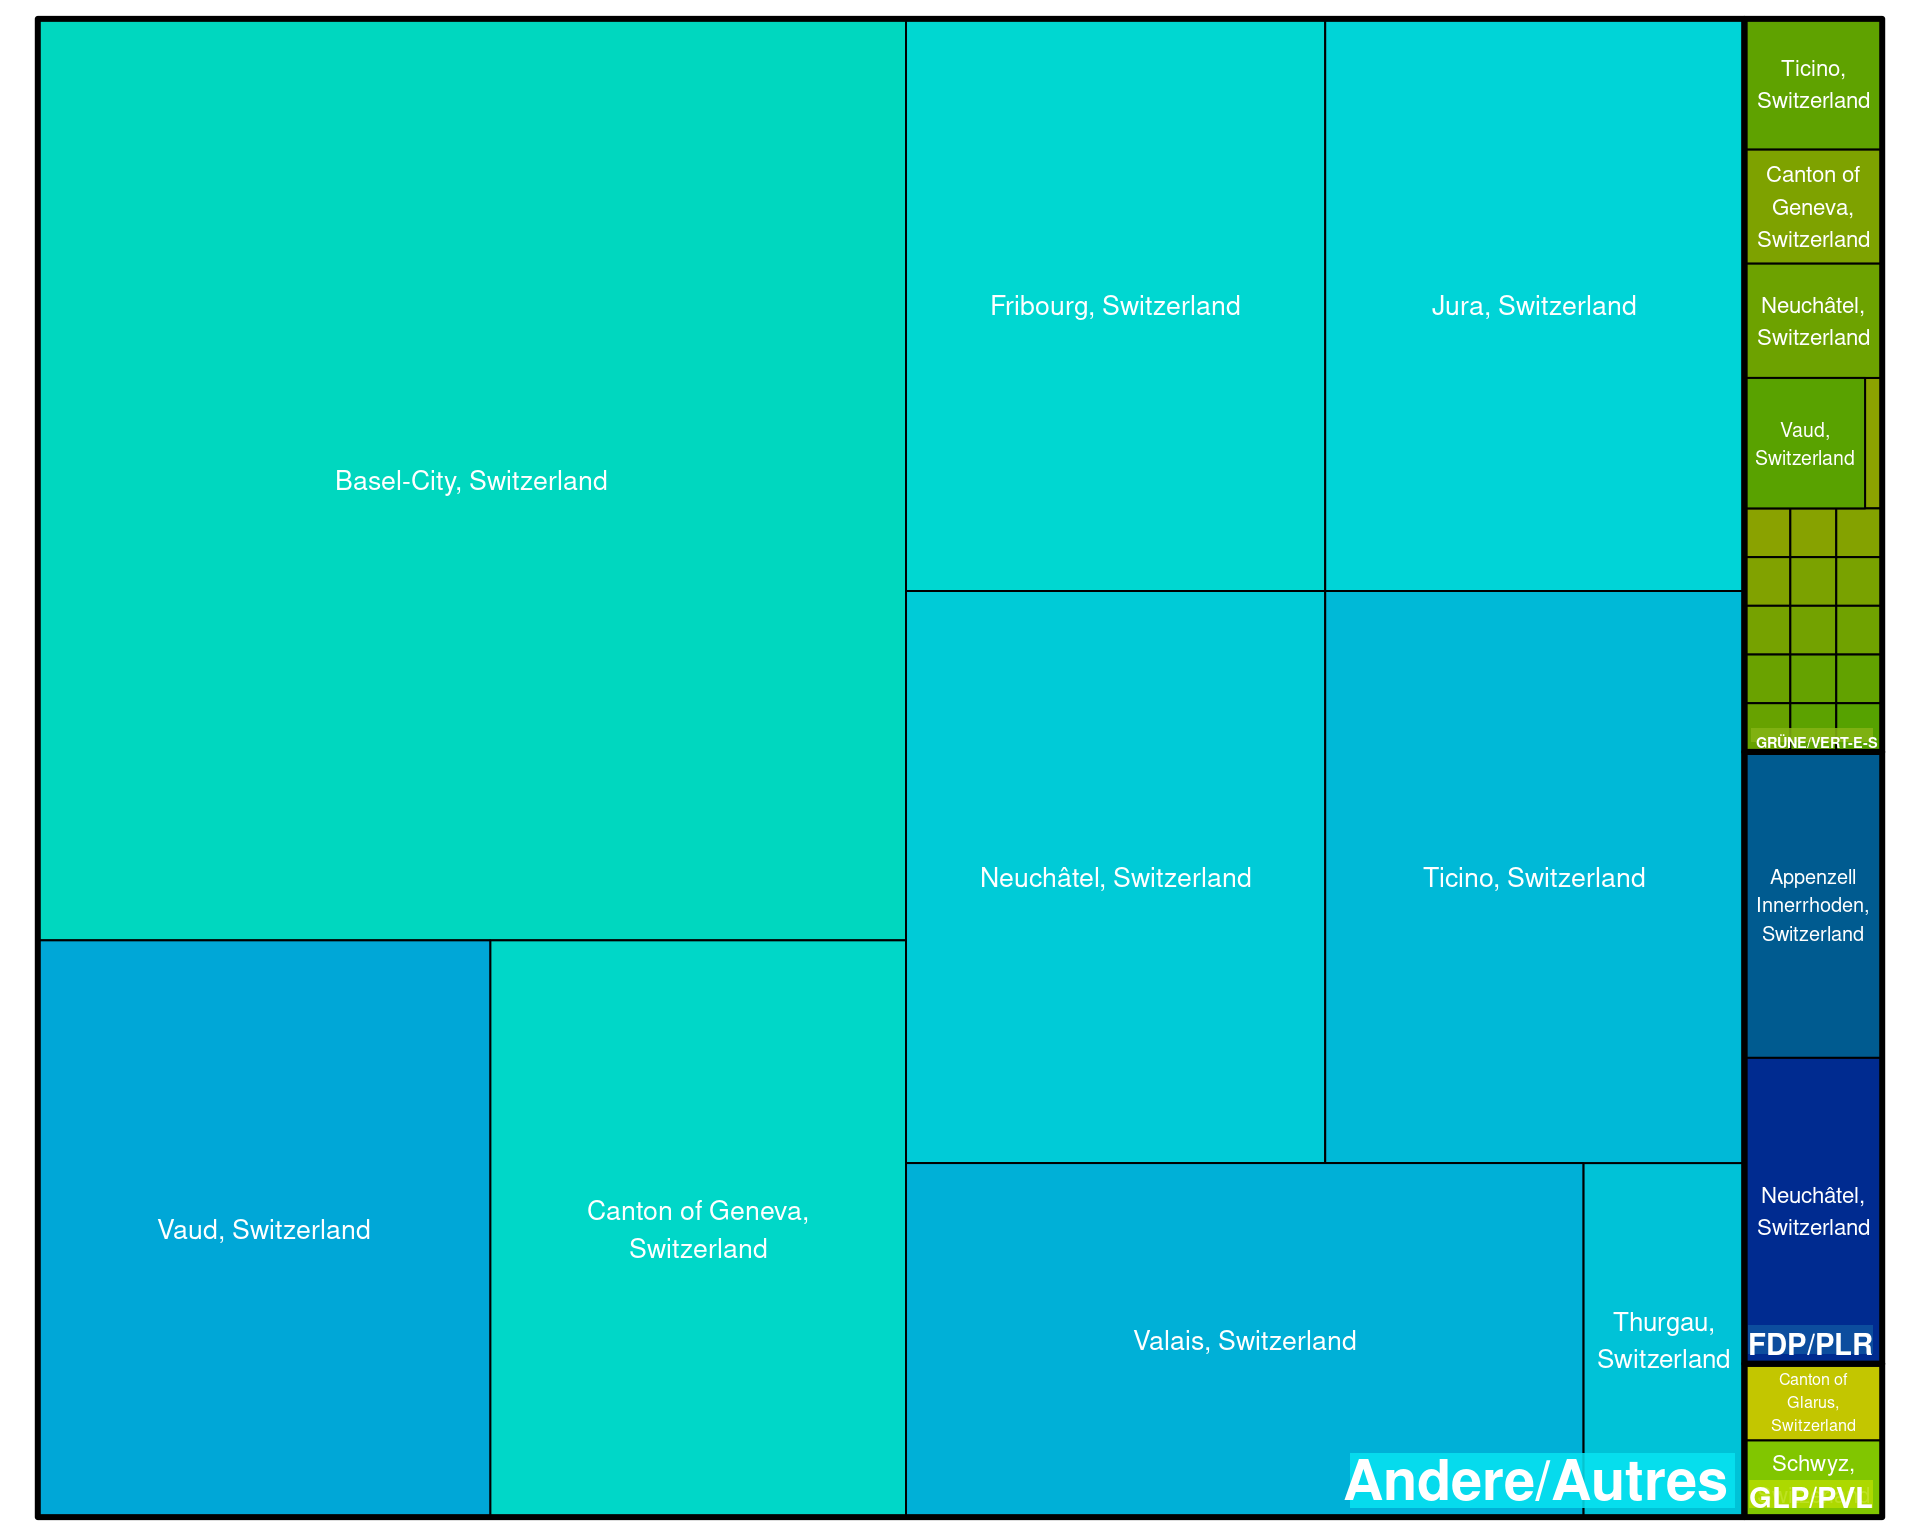 Basel-City, Switzerland
Vaud, Switzerland
Canton of Geneva,
Switzerland
Fribourg, Switzerland
Jura, Switzerland
Neuchâtel, Switzerland
Ticino, Switzerland
Valais, Switzerland
Thurgau,
Switzerland
Andere/Autres
Ticino,
Switzerland
Canton of
Geneva,
Switzerland
Neuchâtel,
Switzerland
Vaud,
Switzerland
GRÜNE/VERT-E-S
Appenzell
Innerrhoden,
Switzerland
Neuchâtel,
Switzerland
FDP/PLR
Canton of
Glarus,
Switzerland
Schwyz,
GLP/PVL